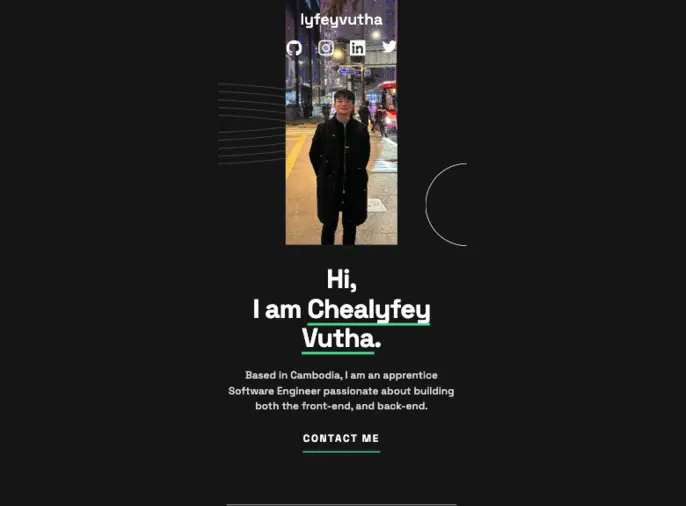 lyfeyvutha
Hi,
I am Chealyfey
Vutha.
Based in Cambodia, I am an apprentice
Software Engineer passionate about building
both the front-end, and back-end.
CONTACT ME